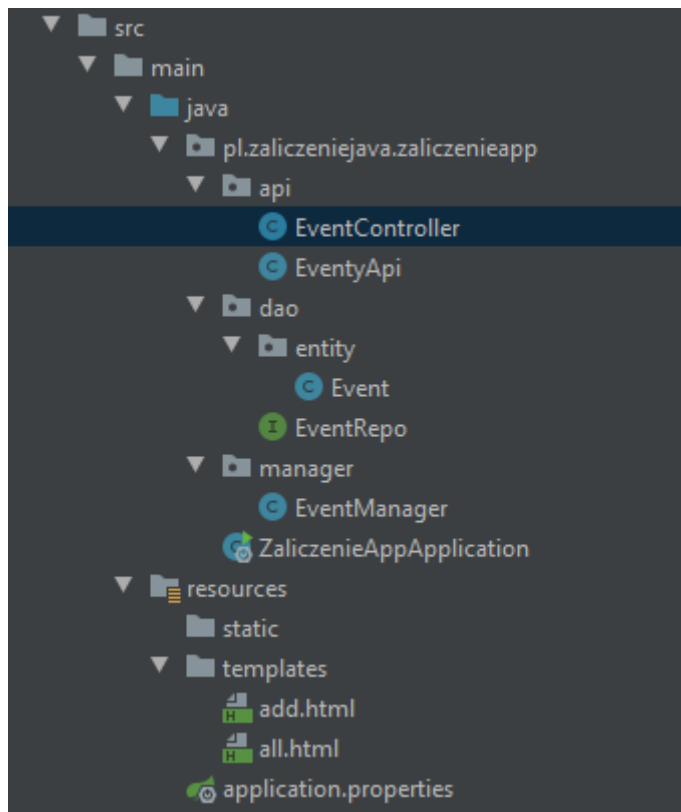 src
main
java
pl.zaliczeniejava.zaliczenieapp
api
C EventController
C EventyApi
dao
entity
C Event
I EventRepo
manager
C EventManager
ZaliczenieAppApplication
resources
static
templates
H add.html
H all.html
application.properties